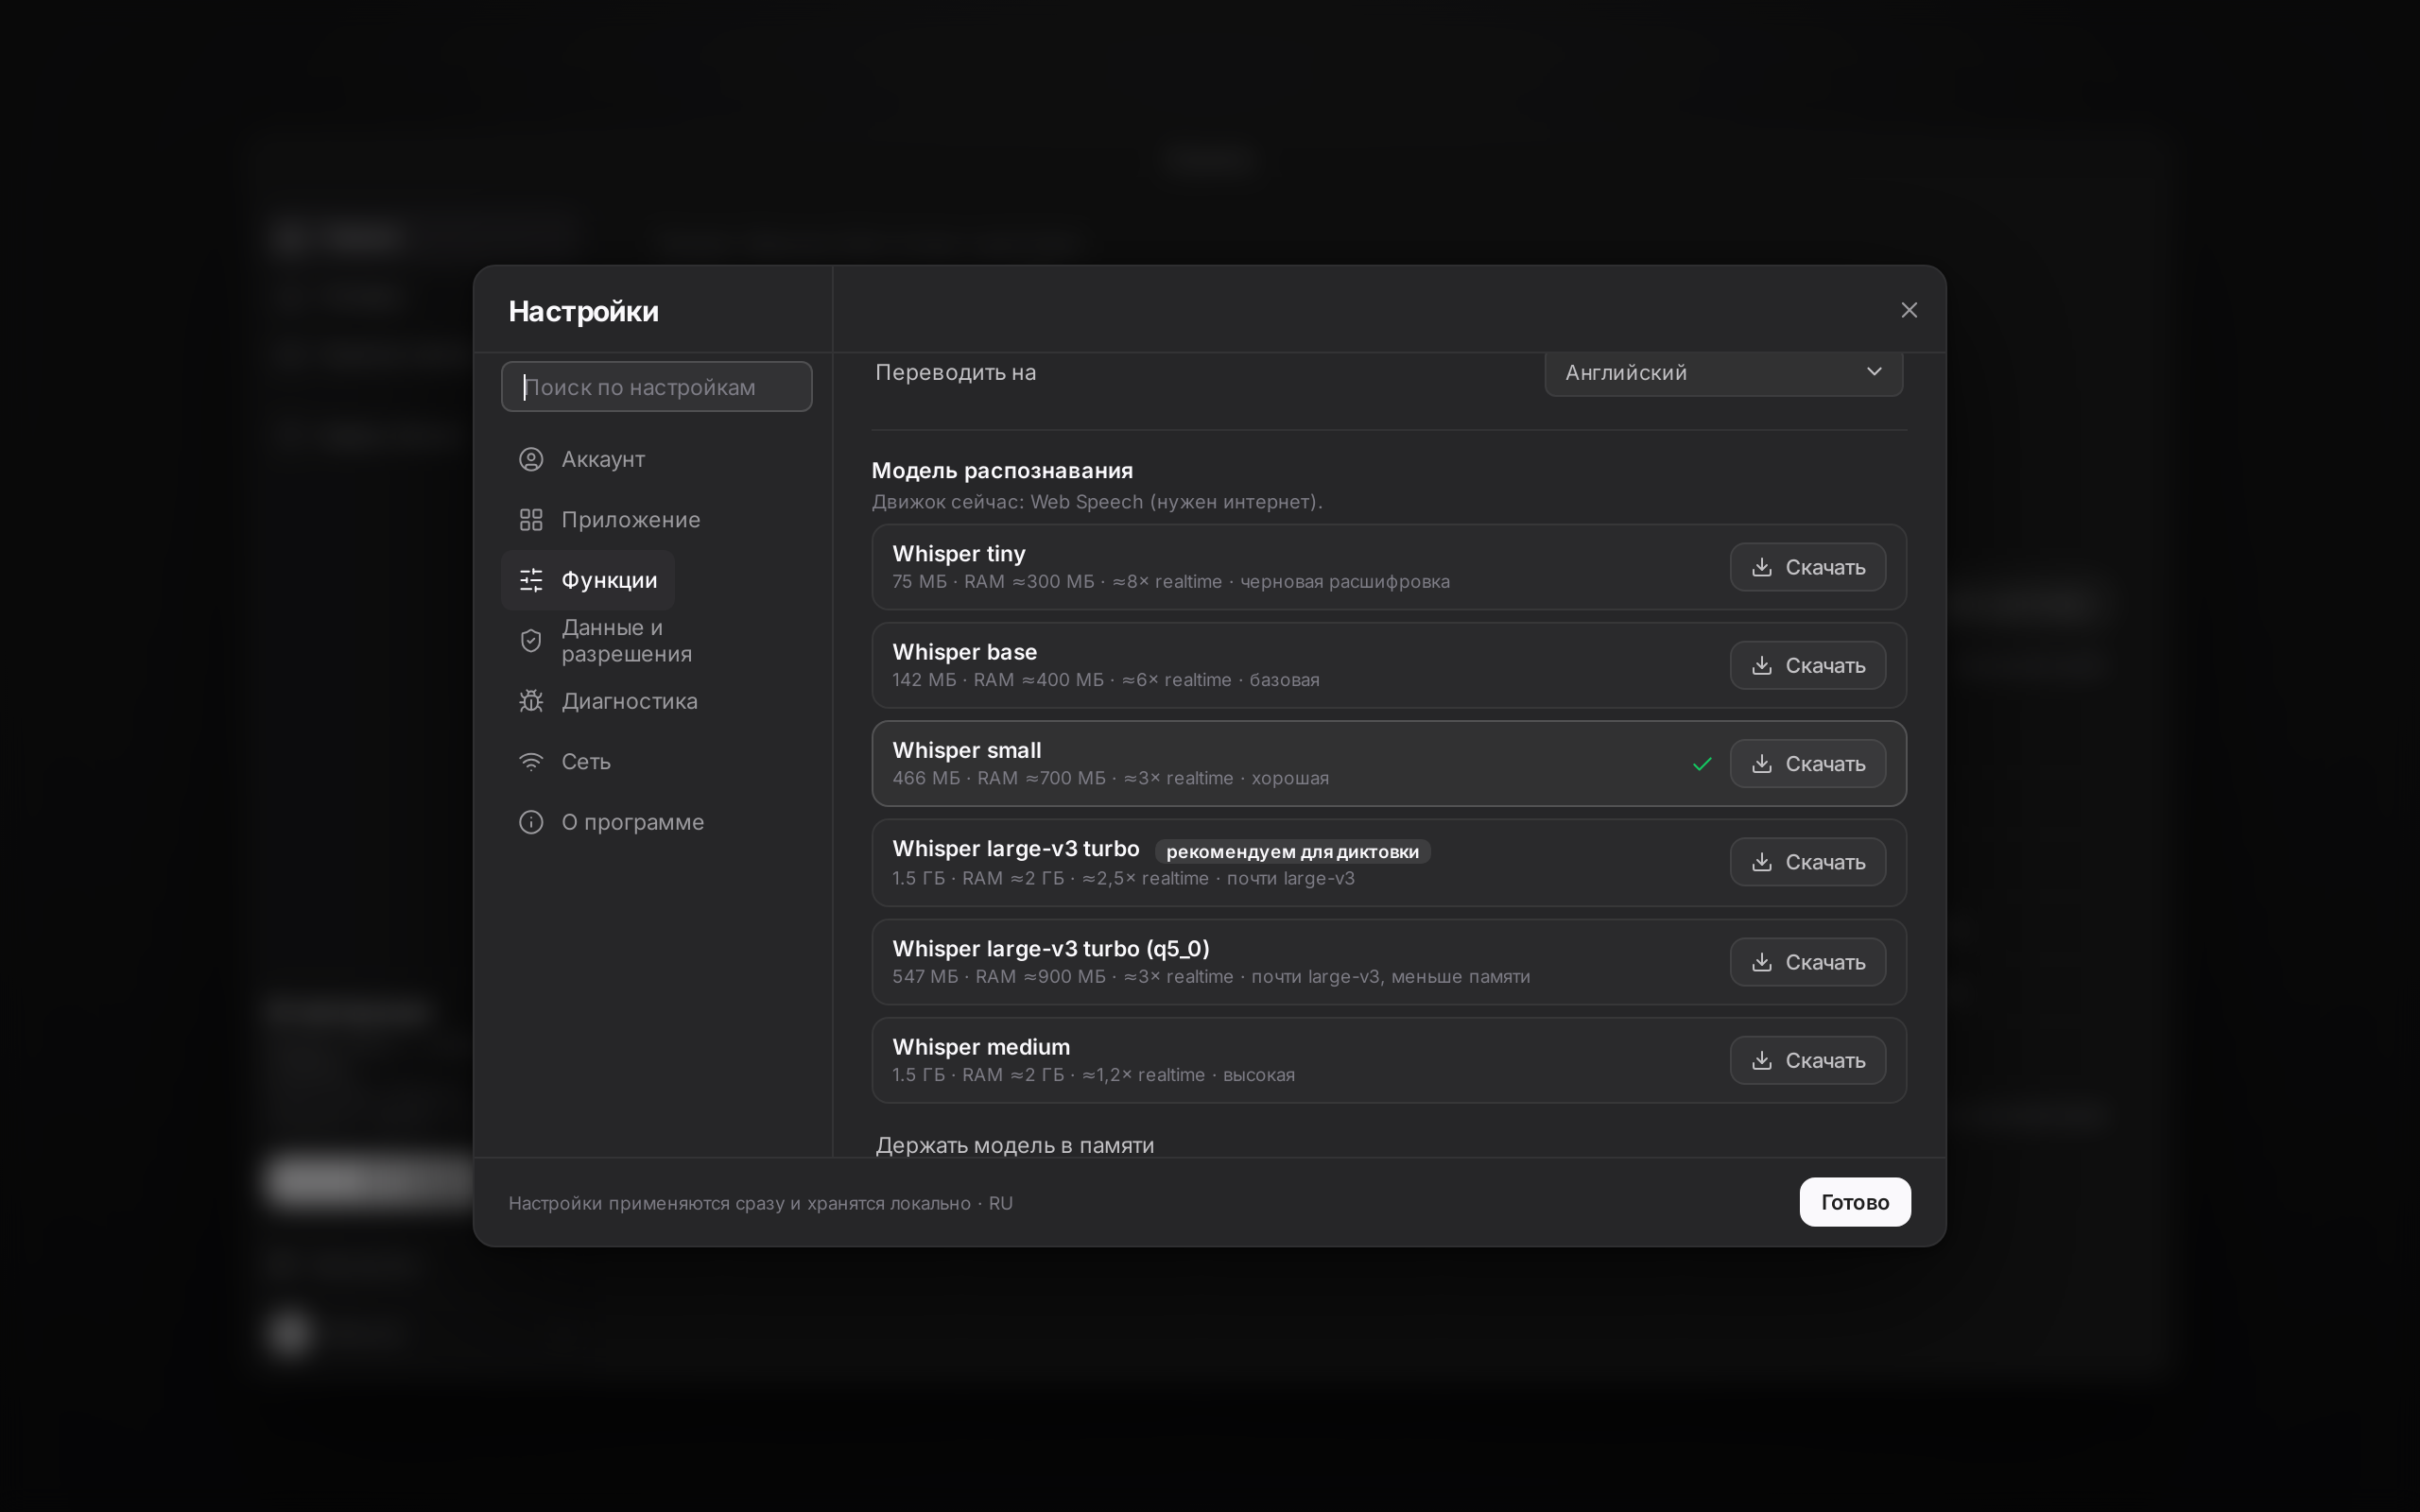 Настройки
Поиск по настройкам
Аккаунт
Приложение
Функции
Данные и
разрешения
Диагностика
Сеть
О программе
Переводить на
Английский
Модель распознавания
Движок сейчас: Web Speech (нужен интернет).
Whisper tiny
75 МБ · RAM ≈300 МБ · ≈8× realtime · черновая расшифровка
Скачать
Whisper base
142 МБ · RAM ≈400 МБ · ≈6× realtime · базовая
Скачать
Whisper small
466 МБ · RAM ≈700 МБ · ≈3× realtime · хорошая
Скачать
Whisper large-v3 turbo рекомендуем для диктовки
1.5 ГБ · RAM ≈2 ГБ · ≈2,5× realtime · почти large-v3
Скачать
Whisper large-v3 turbo (q5_0)
547 МБ · RAM ≈900 МБ · ≈3× realtime · почти large-v3, меньше памяти
Скачать
Whisper medium
1.5 ГБ · RAM ≈2 ГБ · ≈1,2× realtime · высокая
Скачать
Держать модель в памяти
Настройки применяются сразу и хранятся локально · RU
Готово